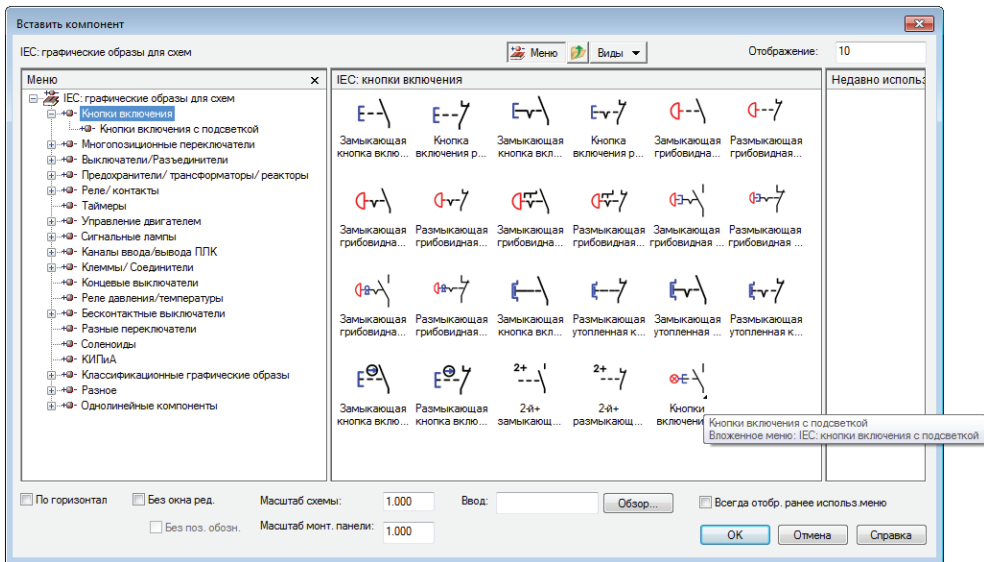 Вставить компонент
IEC: графические образы для схем
Меню
Виды
Отображение:
10
Меню
x
IEC: графические образы для схем
Кнопки включения
Кнопки включения с подсветкой
Многопозиционные переключатели
Выключатели/Разъединители
Предохранители/ трансформаторы/ реакторы
Реле/ контакты
Таймеры
Управление двигателем
Сигнальные лампы
Каналы ввода/вывода ПЛК
Клеммы/ Соединители
Концевые выключатели
Реле давления/температуры
Бесконтактные выключатели
Разные переключатели
Соленоиды
КИПиА
Классификационные графические образы
Разное
Однолинейные компоненты
IEC: кнопки включения
Замыкающая Кнопка Замыкающая Кнопка Замыкающая Размыкающая
кнопка вклю... включения р... кнопка вкл... включения р... грибовидна... грибовидная...
Замыкающая Размыкающая Замыкающая Размыкающая Замыкающая Размыкающая
грибовидна... грибовидная... грибовидна... грибовидная... грибовидная ... грибовидная ...
Замыкающая Размыкающая Замыкающая Размыкающая Замыкающая Размыкающая
грибовидна... грибовидная... кнопка вкл... утопленная к... утопленная ... утопленная к...
2+ 2+
Замыкающая Размыкающая 2-й+ 2-й+ Кнопки
кнопка вклю... кнопка вклю... замыкающ... размыкающ... включени
Кнопки включения с подсветкой
Вложенное меню: IEC: кнопки включения с подсветкой
Недавно использ
По горизонтал
Без окна ред.
Масштаб схемы:
1.000
Ввод:
Обзор...
Всегда отобр. ранее использ.меню
Без поз. обозн.
Масштаб монт. панели:
1.000
OK
Отмена
Справка